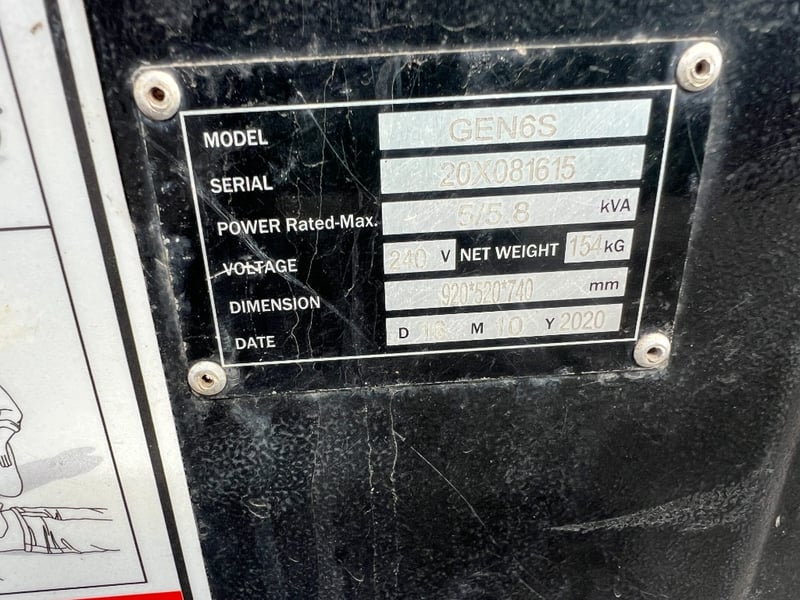 MODEL GEN6S
SERIAL 20X081615
POWER Rated-Max. 5/5.8 kVA
VOLTAGE 240 V NET WEIGHT 154 KG
DIMENSION 920*520*740 mm
DATE D 16 M 10 Y 2020